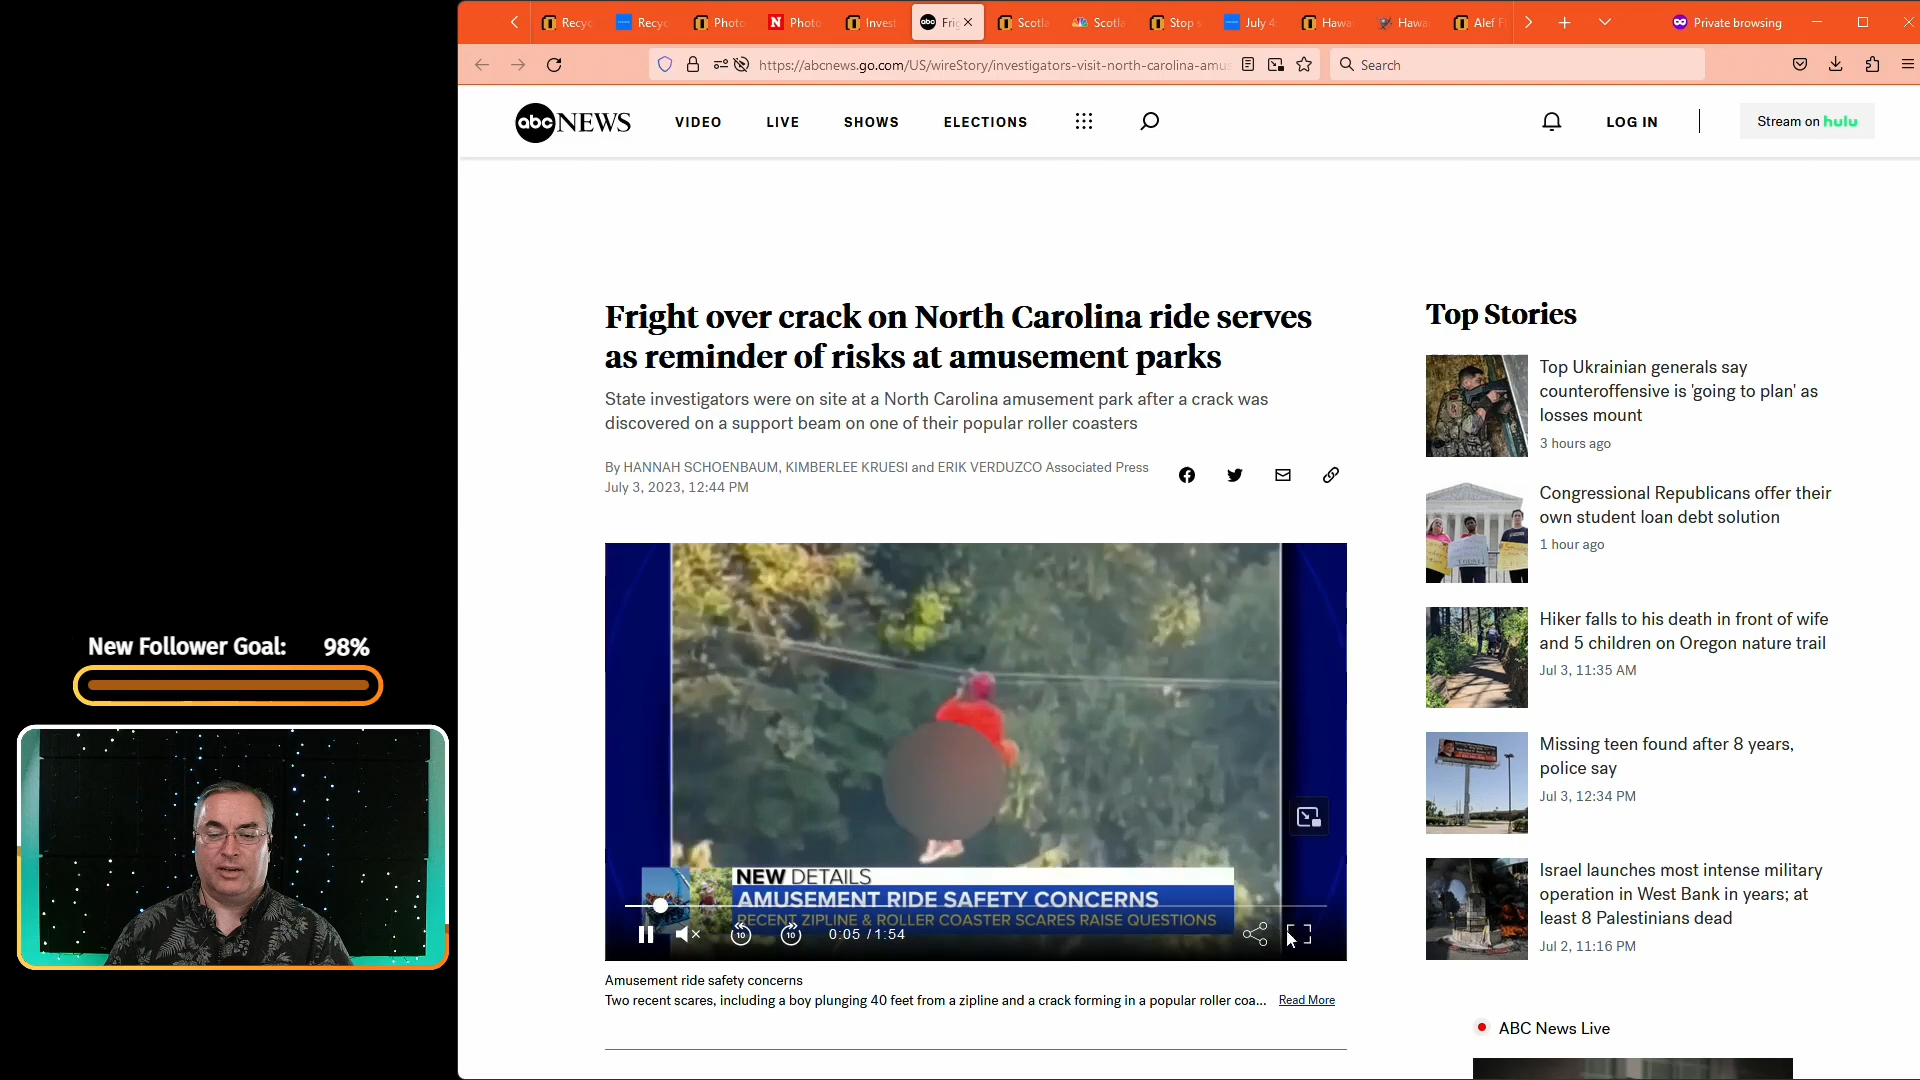 Recyc
Recyc
Photo
Photo
Invest
Frig
Scotla
Scotla
Stop s
July 4
Hawa
Hawa
Alef F
Private browsing
https://abcnews.go.com/US/wireStory/investigators-visit-north-carolina-amus
Search
abc NEWS
VIDEO
LIVE
SHOWS
ELECTIONS
LOG IN
Stream on hulu
Fright over crack on North Carolina ride serves
as reminder of risks at amusement parks
State investigators were on site at a North Carolina amusement park after a crack was
discovered on a support beam on one of their popular roller coasters
By HANNAH SCHOENBAUM, KIMBERLEE KRUESI and ERIK VERDUZCO Associated Press
July 3, 2023, 12:44 PM
NEW DETAILS
AMUSEMENT RIDE SAFETY CONCERNS
RECENT ZIPLINE & ROLLER COASTER SCARES RAISE QUESTIONS
10
10
0:05 / 1:54
Amusement ride safety concerns
Two recent scares, including a boy plunging 40 feet from a zipline and a crack forming in a popular roller coa... Read More
Top Stories
Top Ukrainian generals say
counteroffensive is 'going to plan' as
losses mount
3 hours ago
Congressional Republicans offer their
own student loan debt solution
1 hour ago
Hiker falls to his death in front of wife
and 5 children on Oregon nature trail
Jul 3, 11:35 AM
Missing teen found after 8 years,
police say
Jul 3, 12:34 PM
Israel launches most intense military
operation in West Bank in years; at
least 8 Palestinians dead
Jul 2, 11:16 PM
ABC News Live
New Follower Goal: 98%